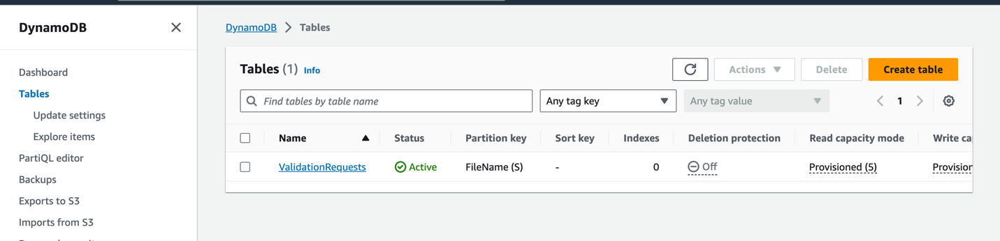 DynamoDB
Dashboard
Tables
Update settings
Explore items
PartiQL editor
Backups
Exports to S3
Imports from S3
DynamoDB > Tables
Tables (1) Info
Actions Delete Create table
Find tables by table name Any tag key Any tag value 1
Name Status Partition key Sort key Indexes Deletion protection Read capacity mode Write ca
ValidationRequests Active FileName (S) - 0 Off Provisioned (5) Provision